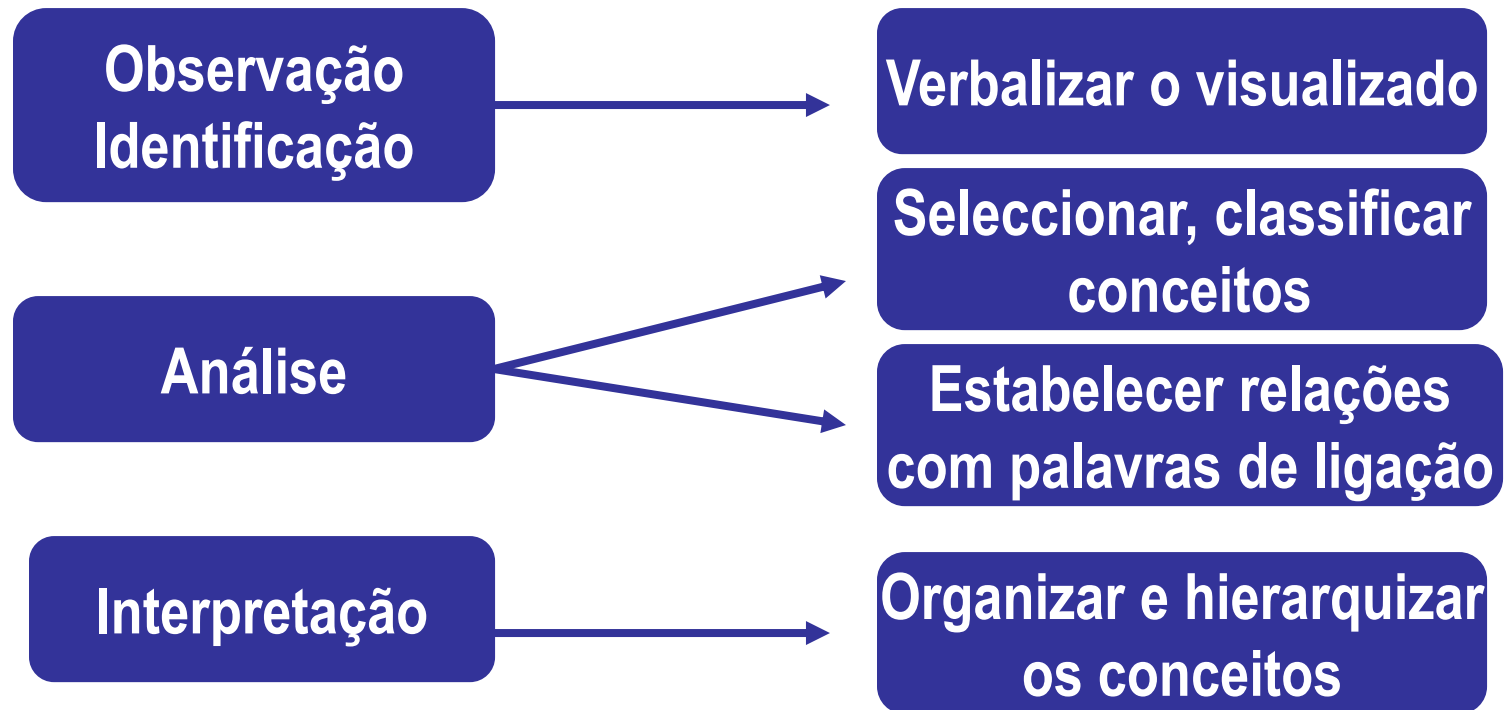 Observação
Identificação
Verbalizar o visualizado
Análise
Seleccionar, classificar
conceitos
Estabelecer relações
com palavras de ligação
Interpretação
Organizar e hierarquizar
os conceitos